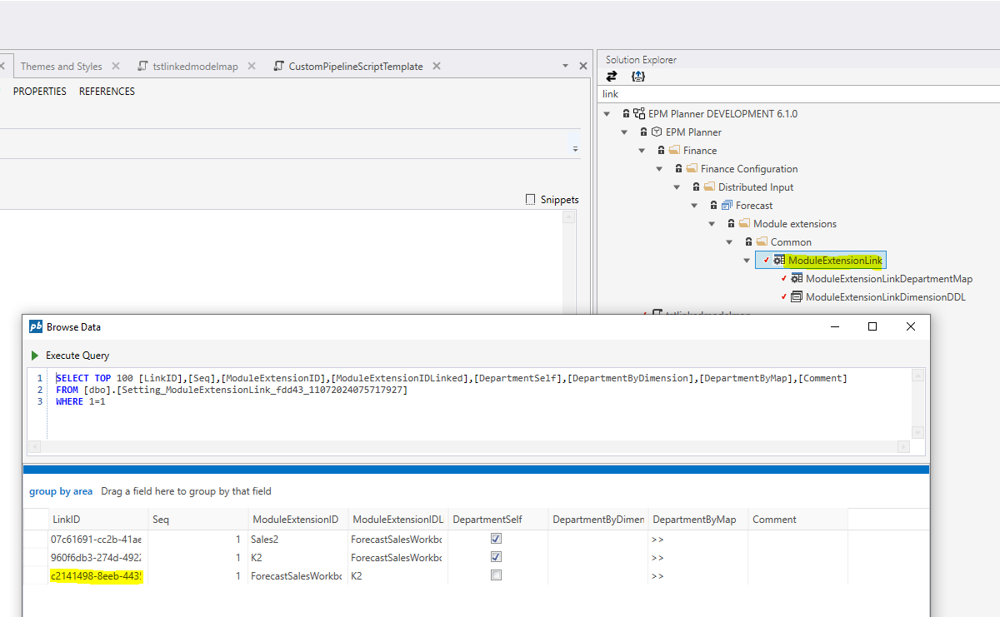 Themes and Styles
tstlinkedmodelmap
CustomPipelineScriptTemplate
PROPERTIES REFERENCES
Snippets
Solution Explorer
link
EPM Planner DEVELOPMENT 6.1.0
EPM Planner
Finance
Finance Configuration
Distributed Input
Forecast
Module extensions
Common
ModuleExtensionLink
ModuleExtensionLinkDepartmentMap
ModuleExtensionLinkDimensionDDL
pb Browse Data
Execute Query
1 SELECT TOP 100 [LinkID],[Seq],[ModuleExtensionID],[ModuleExtensionIDLinked],[DepartmentSelf],[DepartmentByDimension],[DepartmentByMap],[Comment]
2 FROM [dbo].[Setting_ModuleExtensionLink_fdd43_11072024075717927]
3 WHERE 1=1
group by area Drag a field here to group by that field
LinkID Seq ModuleExtensionID ModuleExtensionIDL DepartmentSelf DepartmentByDimen DepartmentByMap Comment
07c61691-cc2b-41ae 1 Sales2 ForecastSalesWorkbo >>
960f6db3-274d-4922 1 K2 ForecastSalesWorkbo >>
c2141498-8eeb-4435 1 ForecastSalesWorkbo K2 >>